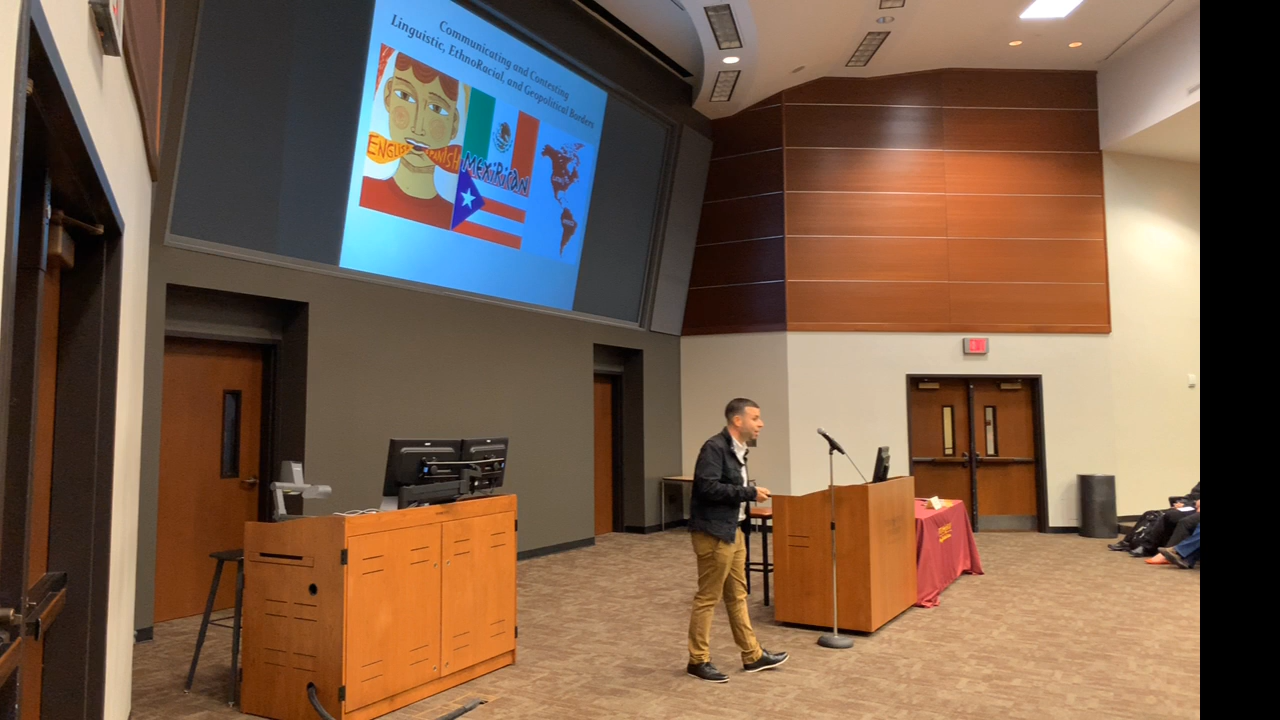 Communicating and Contesting
Linguistic, EthnoRacial, and Geopolitical Borders
ENGLISH
SPANISH
MEXIRICAN